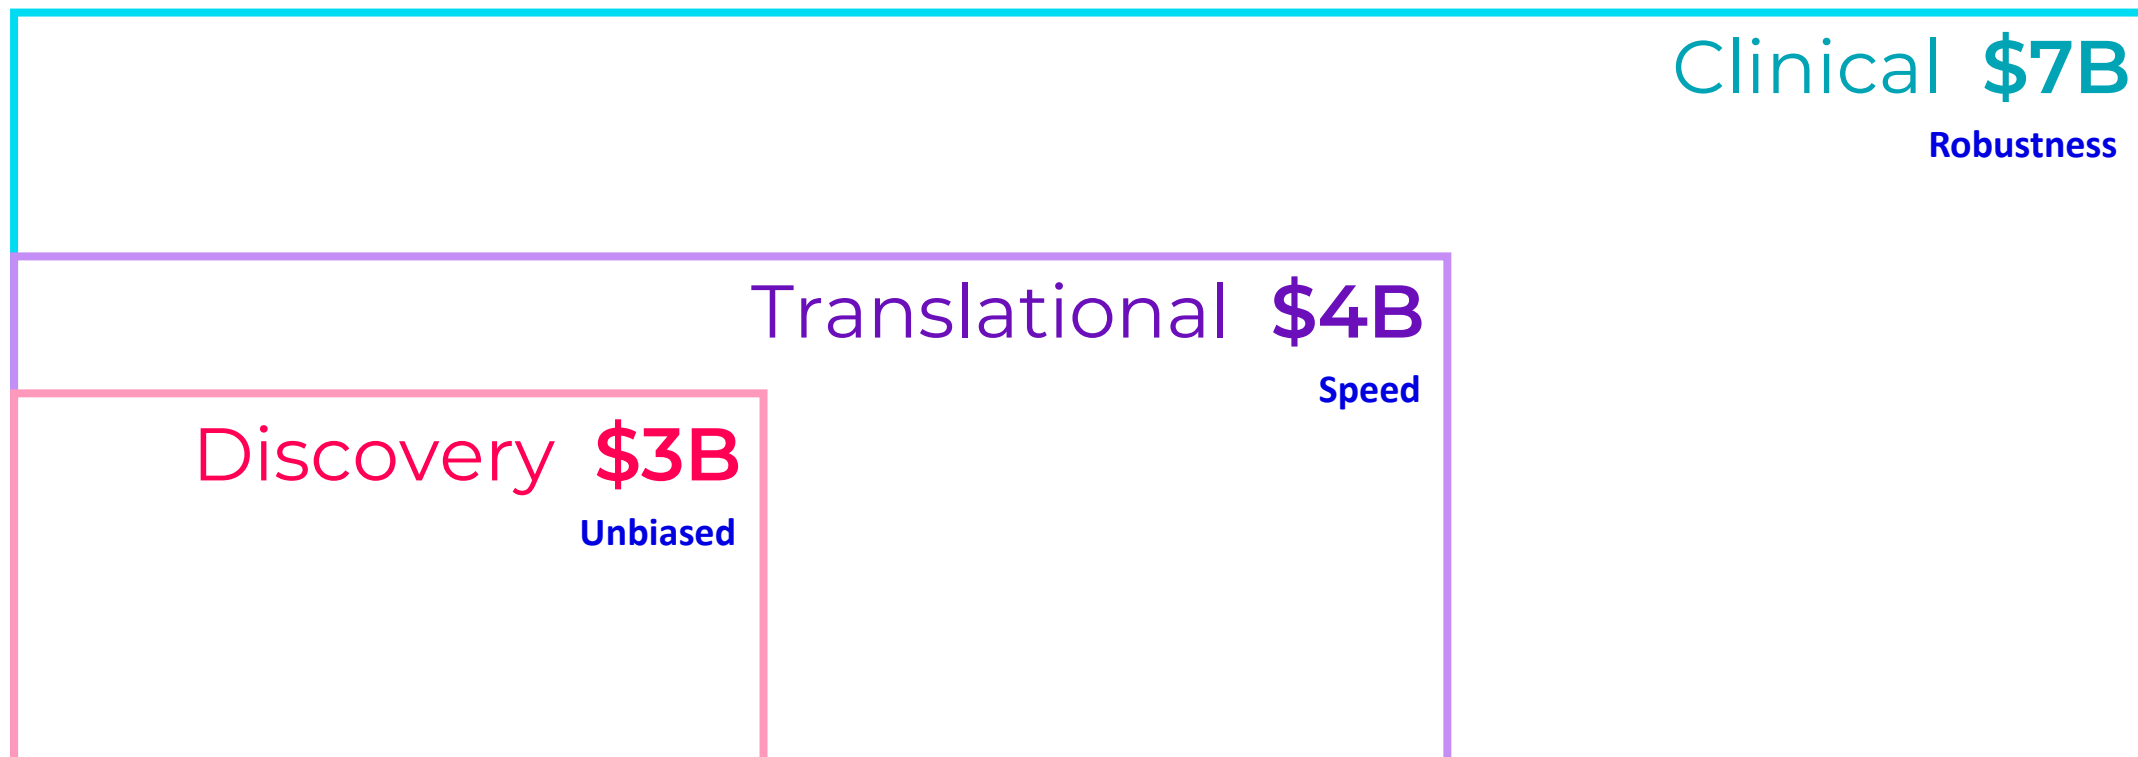 Clinical $7B
Robustness
Translational $4B
Speed
Discovery $3B
Unbiased